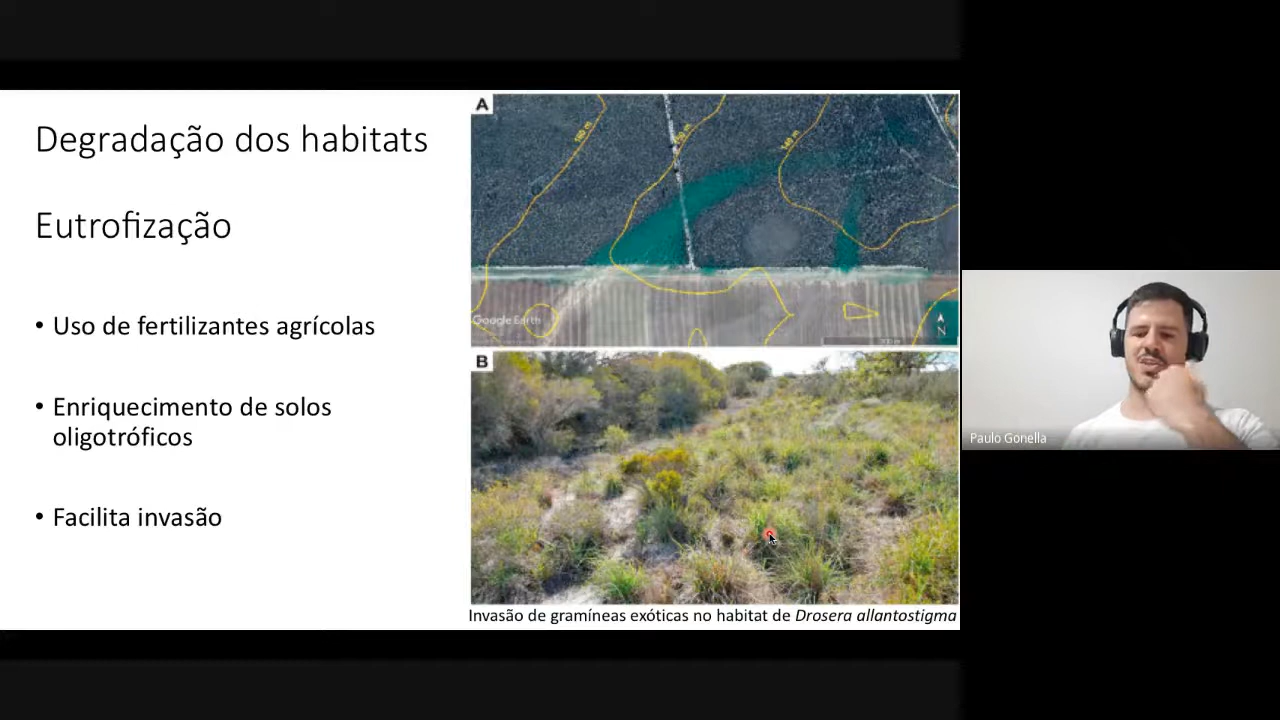 Degradação dos habitats
Eutrofização
• Uso de fertilizantes agrícolas
• Enriquecimento de solos
oligotróficos
• Facilita invasão
A
140 m
Google Earth
N
B
Invasão de gramíneas exóticas no habitat de Drosera allantostigma
Paulo Gonella